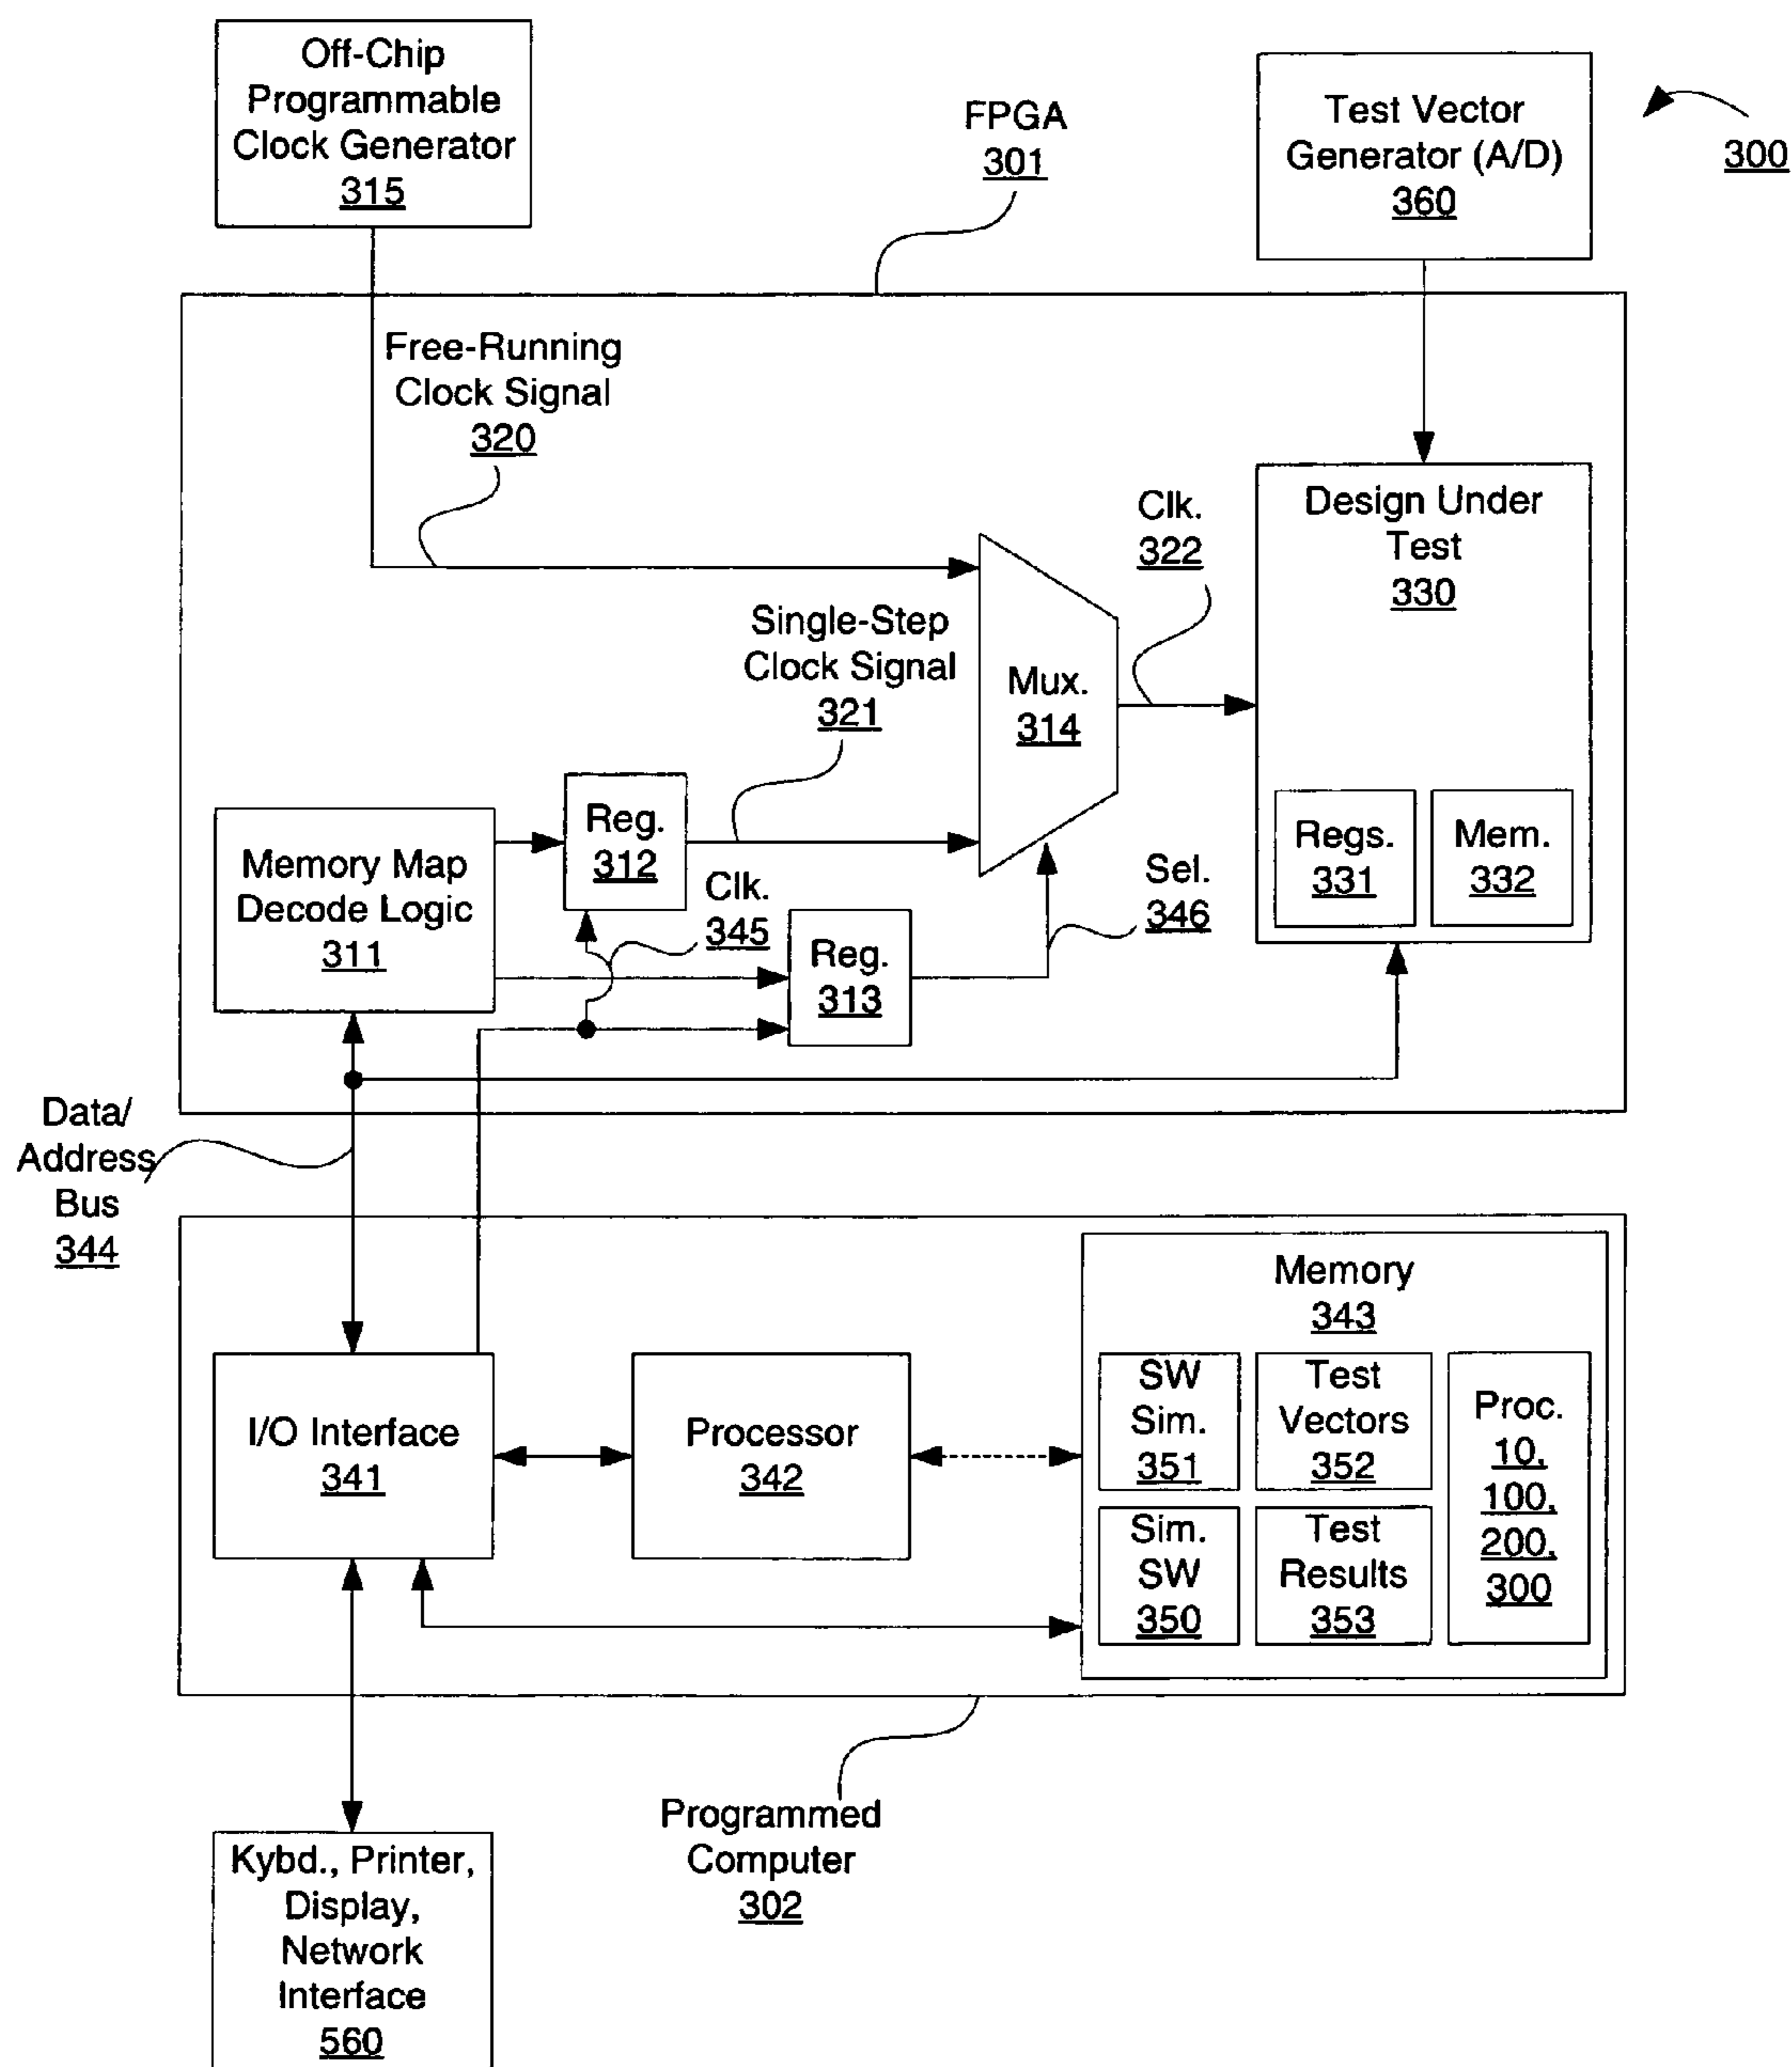 Off-Chip
Programmable
Clock Generator
315
FPGA
301
Test Vector
Generator (A/D)
360
300
Free-Running
Clock Signal
320
Clk.
322
Design Under
Test
330
Single-Step
Clock Signal
321
Mux.
314
Regs.
331
Mem.
332
Memory Map
Decode Logic
311
Reg.
312
Clk.
345
Reg.
313
Sel.
346
Data/
Address
Bus
344
Memory
343
I/O Interface
341
Processor
342
SW
Sim.
351
Test
Vectors
352
Sim.
SW
350
Test
Results
353
Proc.
10,
100,
200,
300
Programmed
Computer
302
Kybd., Printer,
Display,
Network
Interface
560